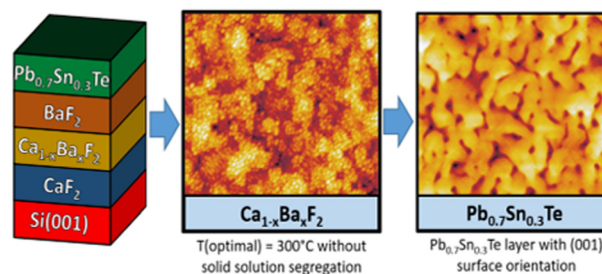 Pb₀.₇Sn₀.₃Te
BaF₂
Ca₁₋ₓBaₓF₂
CaF₂
Si(001)
Ca₁₋ₓBaₓF₂
T(optimal) = 300°C without
solid solution segregation
Pb₀.₇Sn₀.₃Te
Pb₀.₇Sn₀.₃Te layer with (001)
surface orientation